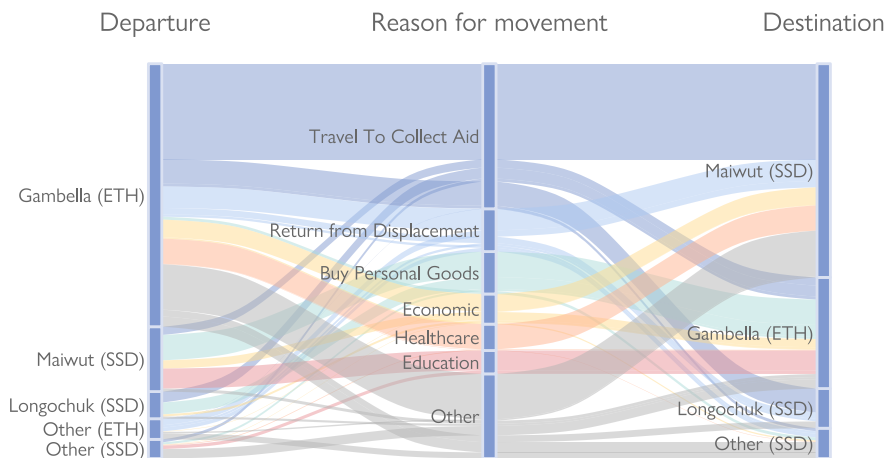 Departure
Reason for movement
Destination
Travel To Collect Aid
Maiwut (SSD)
Gambella (ETH)
Return from Displacement
Buy Personal Goods
Economic
Gambella (ETH)
Healthcare
Maiwut (SSD)
Education
Longochuk (SSD)
Longochuk (SSD)
Other
Other (ETH)
Other (SSD)
Other (SSD)